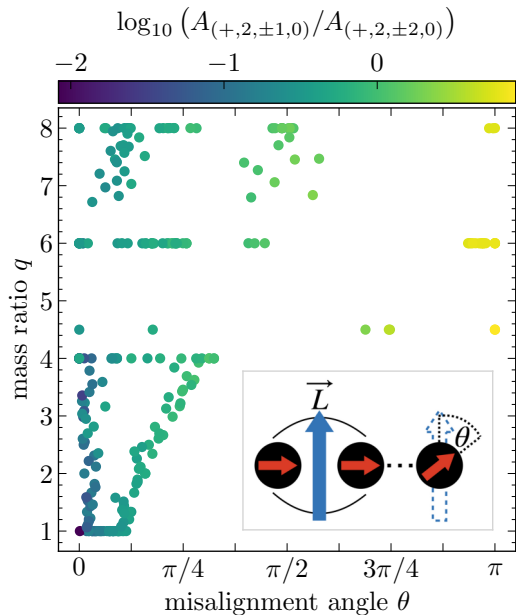 log₁₀ (A₍₊,₂,±₁,₀₎/A₍₊,₂,±₂,₀₎)
−2 −1 0
mass ratio q
8
7
6
5
4
3
2
1
L
θ
0 π/4 π/2 3π/4 π
misalignment angle θ